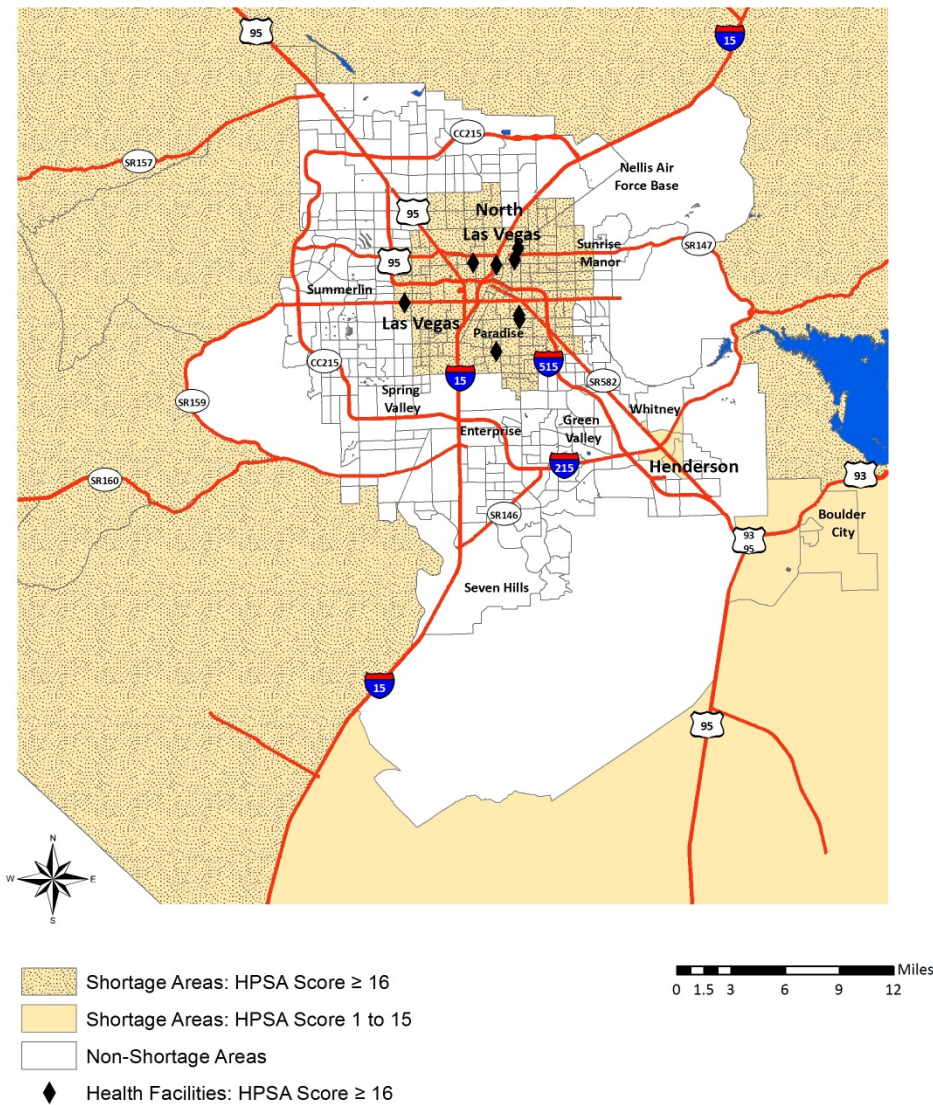 95
15
CC215
SR157
Nellis Air
Force Base
95
North
Las Vegas
Sunrise
Manor
SR147
95
Summerlin
Las Vegas
Paradise
CC215
15
515
SR582
Spring
Valley
SR159
Whitney
Green
Valley
Enterprise
Henderson
215
93
SR160
SR146
Boulder
City
93
95
Seven Hills
15
95
N
W
E
S
Shortage Areas: HPSA Score ≥ 16
Shortage Areas: HPSA Score 1 to 15
Non-Shortage Areas
Health Facilities: HPSA Score ≥ 16
Miles
0 1.5 3 6 9 12